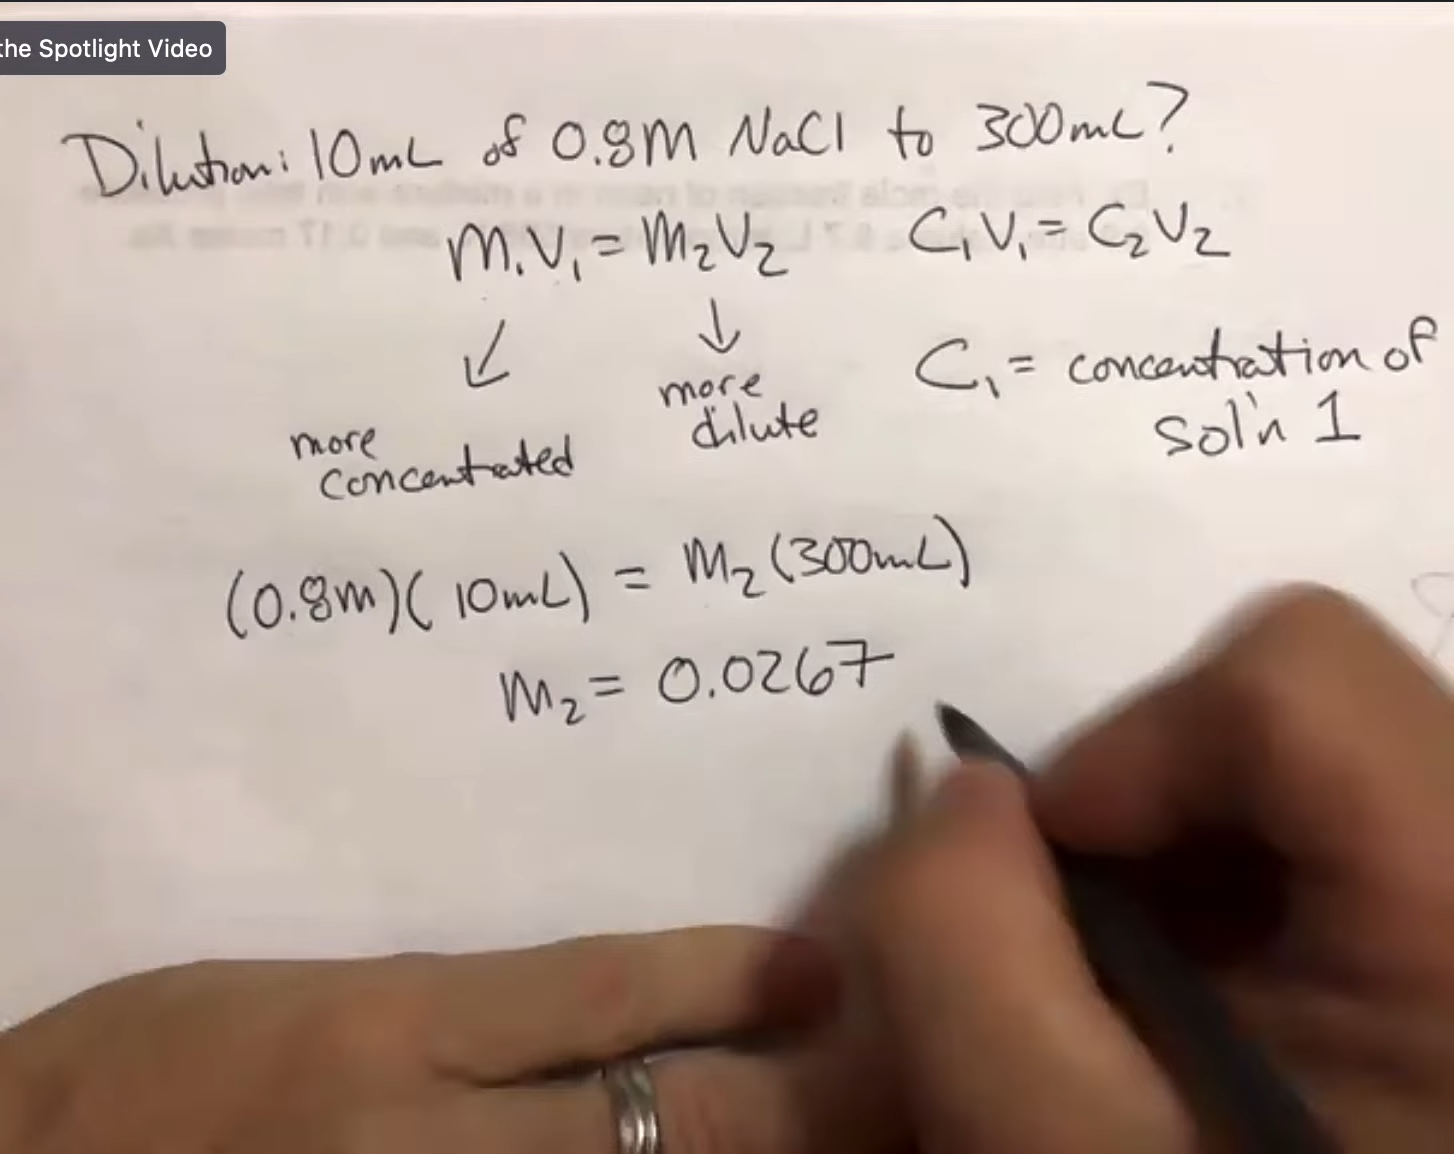 the Spotlight Video
Dilution: 10mL of 0.8M NaCl to 300mL?
M₁V₁ = M₂V₂
C₁V₁ = C₂V₂
↙
↓
more
concentrated
more
dilute
C₁ = concentration of
sol'n 1
(0.8M)(10mL) = M₂(300mL)
M₂ = 0.0267